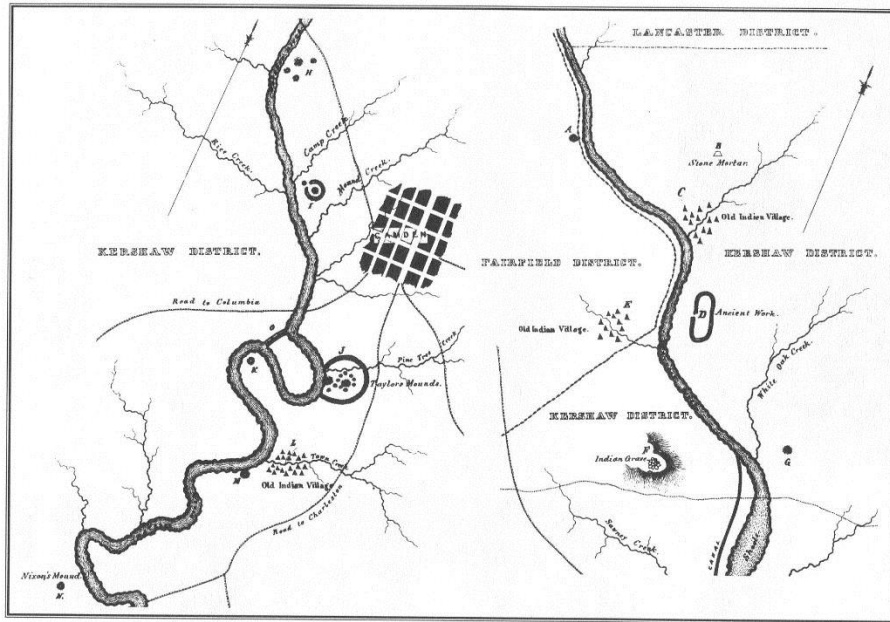 H
Rice Creek.
Camp Creek.
Mound Creek.
I
CAMDEN
KERSHAW DISTRICT.
Road to Columbia
O
K
J
Pine Tree Creek
Taylors Mounds.
L
Town Creek
M
Old Indian Village.
Road to Charleston
Nixon's Mound.
N.
LANCASTER DISTRICT.
A
B
Stone Mortar.
C
Old Indian Village.
KERSHAW DISTRICT.
FAIRFIELD DISTRICT.
D
Ancient Work.
E
Old Indian Village.
White Oak Creek.
KERSHAW DISTRICT.
F
Indian Grave.
G
Sawney Creek.
CANAL
Shoal.